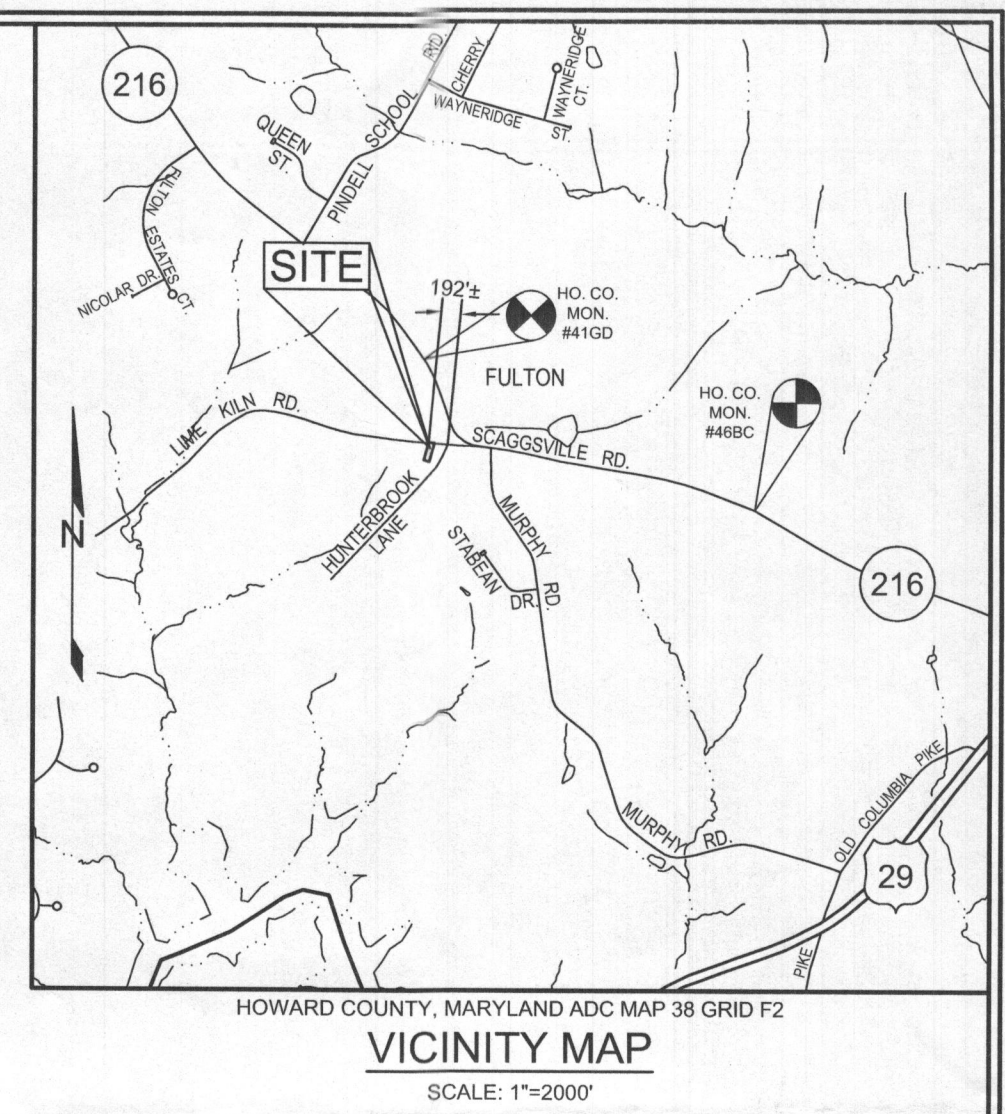 216
RD.
CHERRY
WAYNERIDGE
CT.
WAYNERIDGE ST.
QUEEN
ST.
PINDELL SCHOOL
FULTON ESTATES CT.
NICOLAR DR.
SITE
192'±
HO. CO.
MON.
#41GD
FULTON
HO. CO.
MON.
#46BC
LIME KILN RD.
SCAGGSVILLE RD.
N
HUNTERBROOK
LANE
MURPHY RD.
STABEAN
DR.
216
MURPHY RD.
OLD COLUMBIA PIKE
29
PIKE
HOWARD COUNTY, MARYLAND ADC MAP 38 GRID F2
VICINITY MAP
SCALE: 1"=2000'